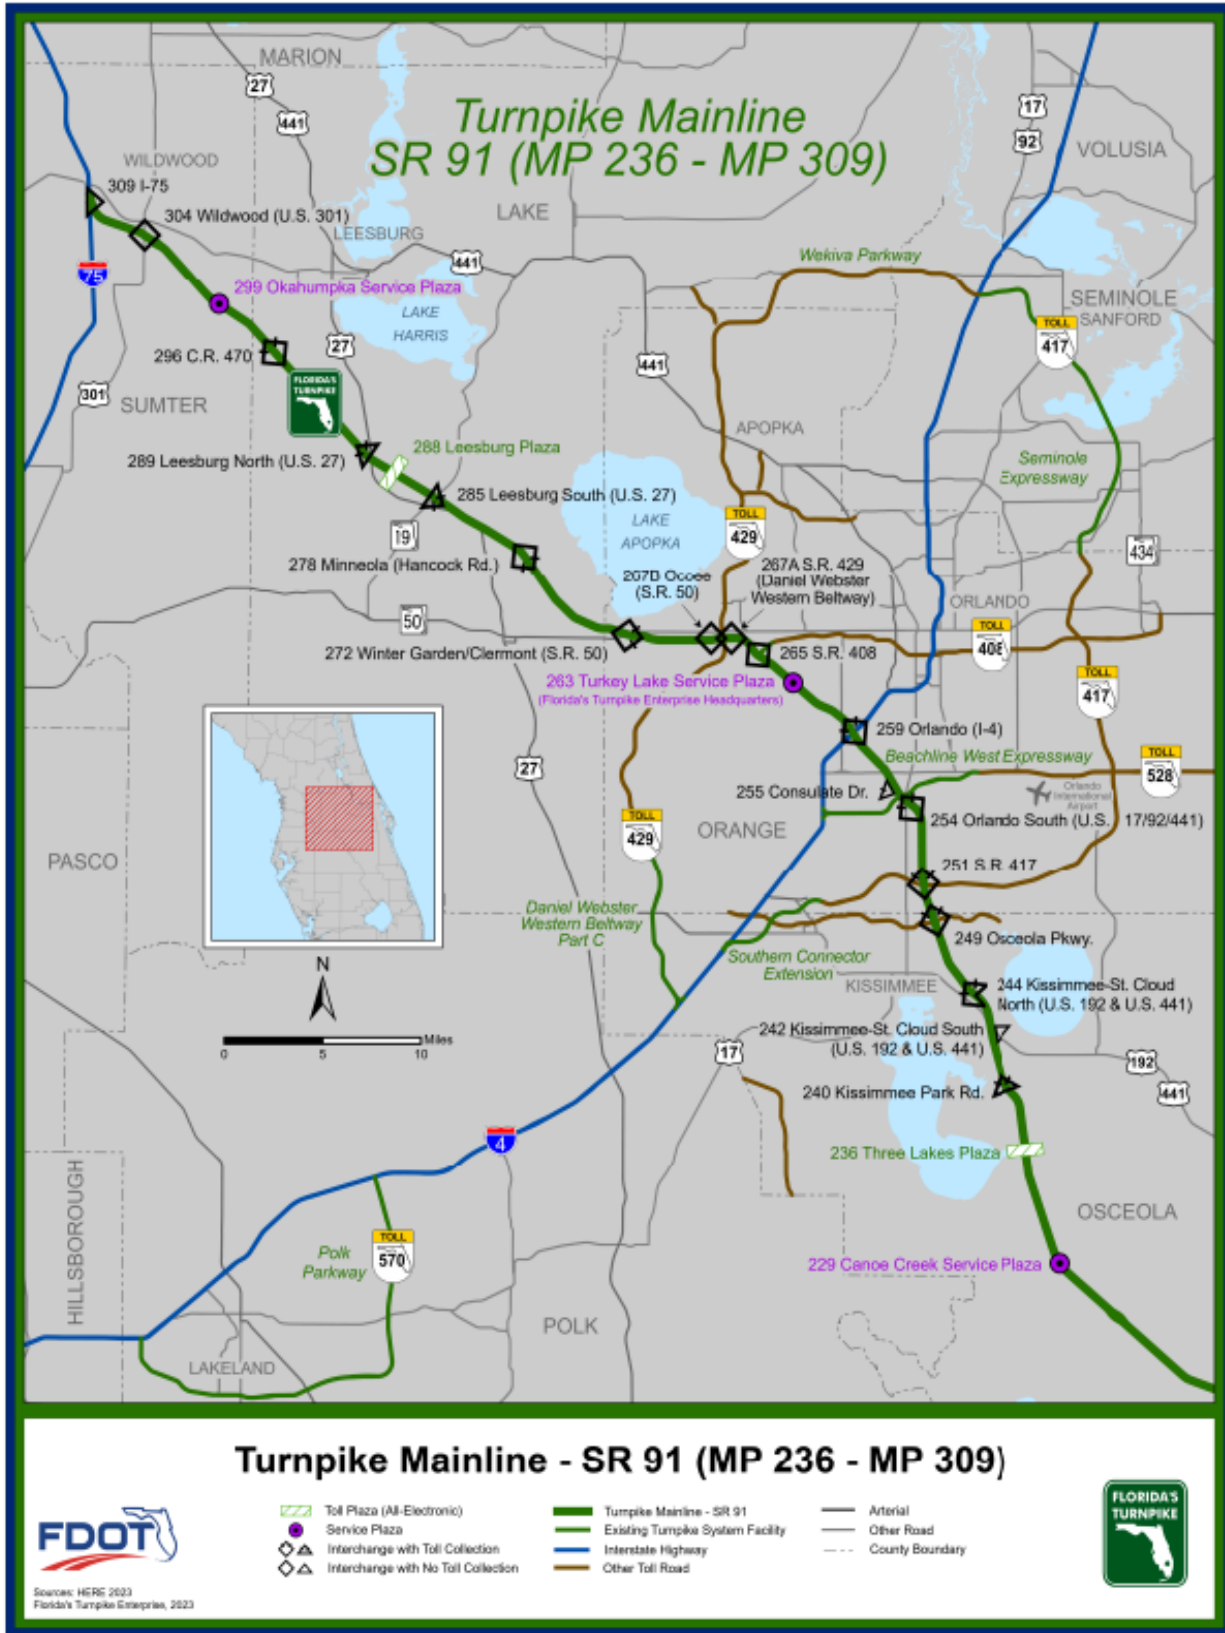 MARION
27
441
Turnpike Mainline
SR 91 (MP 236 - MP 309)
17
92
VOLUSIA
WILDWOOD
309 I-75
304 Wildwood (U.S. 301)
LAKE
LEESBURG
441
75
Wekiva Parkway
299 Okahumpka Service Plaza
SEMINOLE
SANFORD
LAKE
HARRIS
TOLL
417
296 C.R. 470
27
441
FLORIDA'S
TURNPIKE
301
SUMTER
APOPKA
288 Leesburg Plaza
289 Leesburg North (U.S. 27)
Seminole
Expressway
285 Leesburg South (U.S. 27)
LAKE
APOPKA
TOLL
429
19
434
278 Minneola (Hancock Rd.)
267B Ocoee
(S.R. 50)
267A S.R. 429
(Daniel Webster
Western Beltway)
ORLANDO
50
TOLL
408
272 Winter Garden/Clermont (S.R. 50)
265 S.R. 408
263 Turkey Lake Service Plaza
(Florida's Turnpike Enterprise Headquarters)
TOLL
417
259 Orlando (I-4)
Beachline West Expressway
27
TOLL
528
255 Consulate Dr.
Orlando
International
Airport
254 Orlando South (U.S. 17/92/441)
TOLL
429
ORANGE
PASCO
251 S.R. 417
Daniel Webster
Western Beltway
Part C
249 Osceola Pkwy.
Southern Connector
Extension
N
KISSIMMEE
244 Kissimmee-St. Cloud
North (U.S. 192 & U.S. 441)
242 Kissimmee-St. Cloud South
(U.S. 192 & U.S. 441)
Miles
0 5 10
17
192
441
240 Kissimmee Park Rd.
4
236 Three Lakes Plaza
HILLSBOROUGH
OSCEOLA
TOLL
570
Polk
Parkway
229 Canoe Creek Service Plaza
POLK
LAKELAND
Turnpike Mainline - SR 91 (MP 236 - MP 309)
FDOT
Sources: HERE 2023
Florida's Turnpike Enterprise, 2023
Toll Plaza (All-Electronic)
Service Plaza
Interchange with Toll Collection
Interchange with No Toll Collection
Turnpike Mainline - SR 91
Existing Turnpike System Facility
Interstate Highway
Other Toll Road
Arterial
Other Road
County Boundary
FLORIDA'S
TURNPIKE